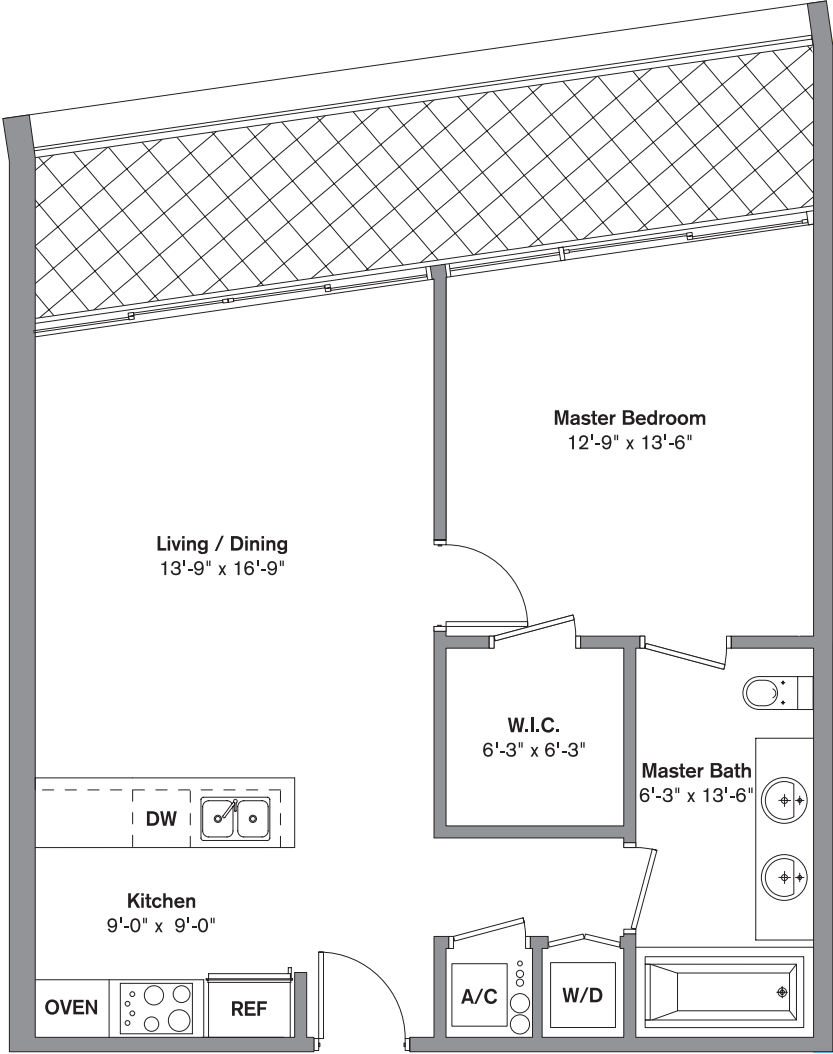 Master Bedroom
12'-9" x 13'-6"
Living / Dining
13'-9" x 16'-9"
W.I.C.
6'-3" x 6'-3"
Master Bath
6'-3" x 13'-6"
DW
Kitchen
9'-0" x 9'-0"
OVEN
REF
A/C
W/D